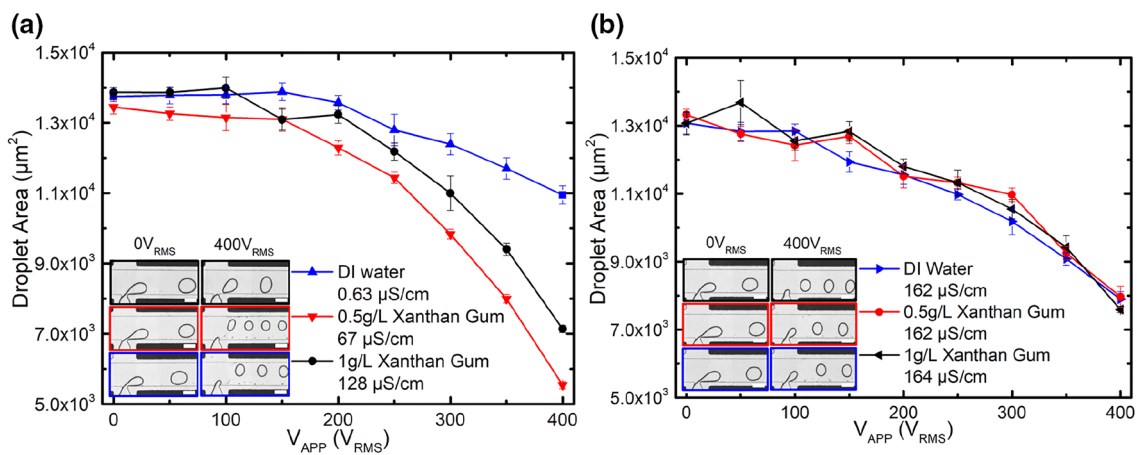 (a)
1.5x10⁴
1.3x10⁴
1.1x10⁴
9.0x10³
7.0x10³
5.0x10³
Droplet Area (µm²)
0V_RMS 400V_RMS
DI water
0.63 µS/cm
0.5g/L Xanthan Gum
67 µS/cm
1g/L Xanthan Gum
128 µS/cm
0 100 200 300 400
V_APP (V_RMS)
(b)
1.5x10⁴
1.3x10⁴
1.1x10⁴
9.0x10³
7.0x10³
5.0x10³
Droplet Area (µm²)
0V_RMS 400V_RMS
DI Water
162 µS/cm
0.5g/L Xanthan Gum
162 µS/cm
1g/L Xanthan Gum
164 µS/cm
0 100 200 300 400
V_APP (V_RMS)